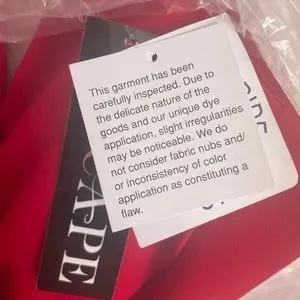 This garment has been
carefully inspected. Due to
the delicate nature of the
goods and our unique dye
application, slight irregularities
may be noticeable. We do
not consider fabric nubs and/
or inconsistency of color
application as constituting a
flaw.
CAPE